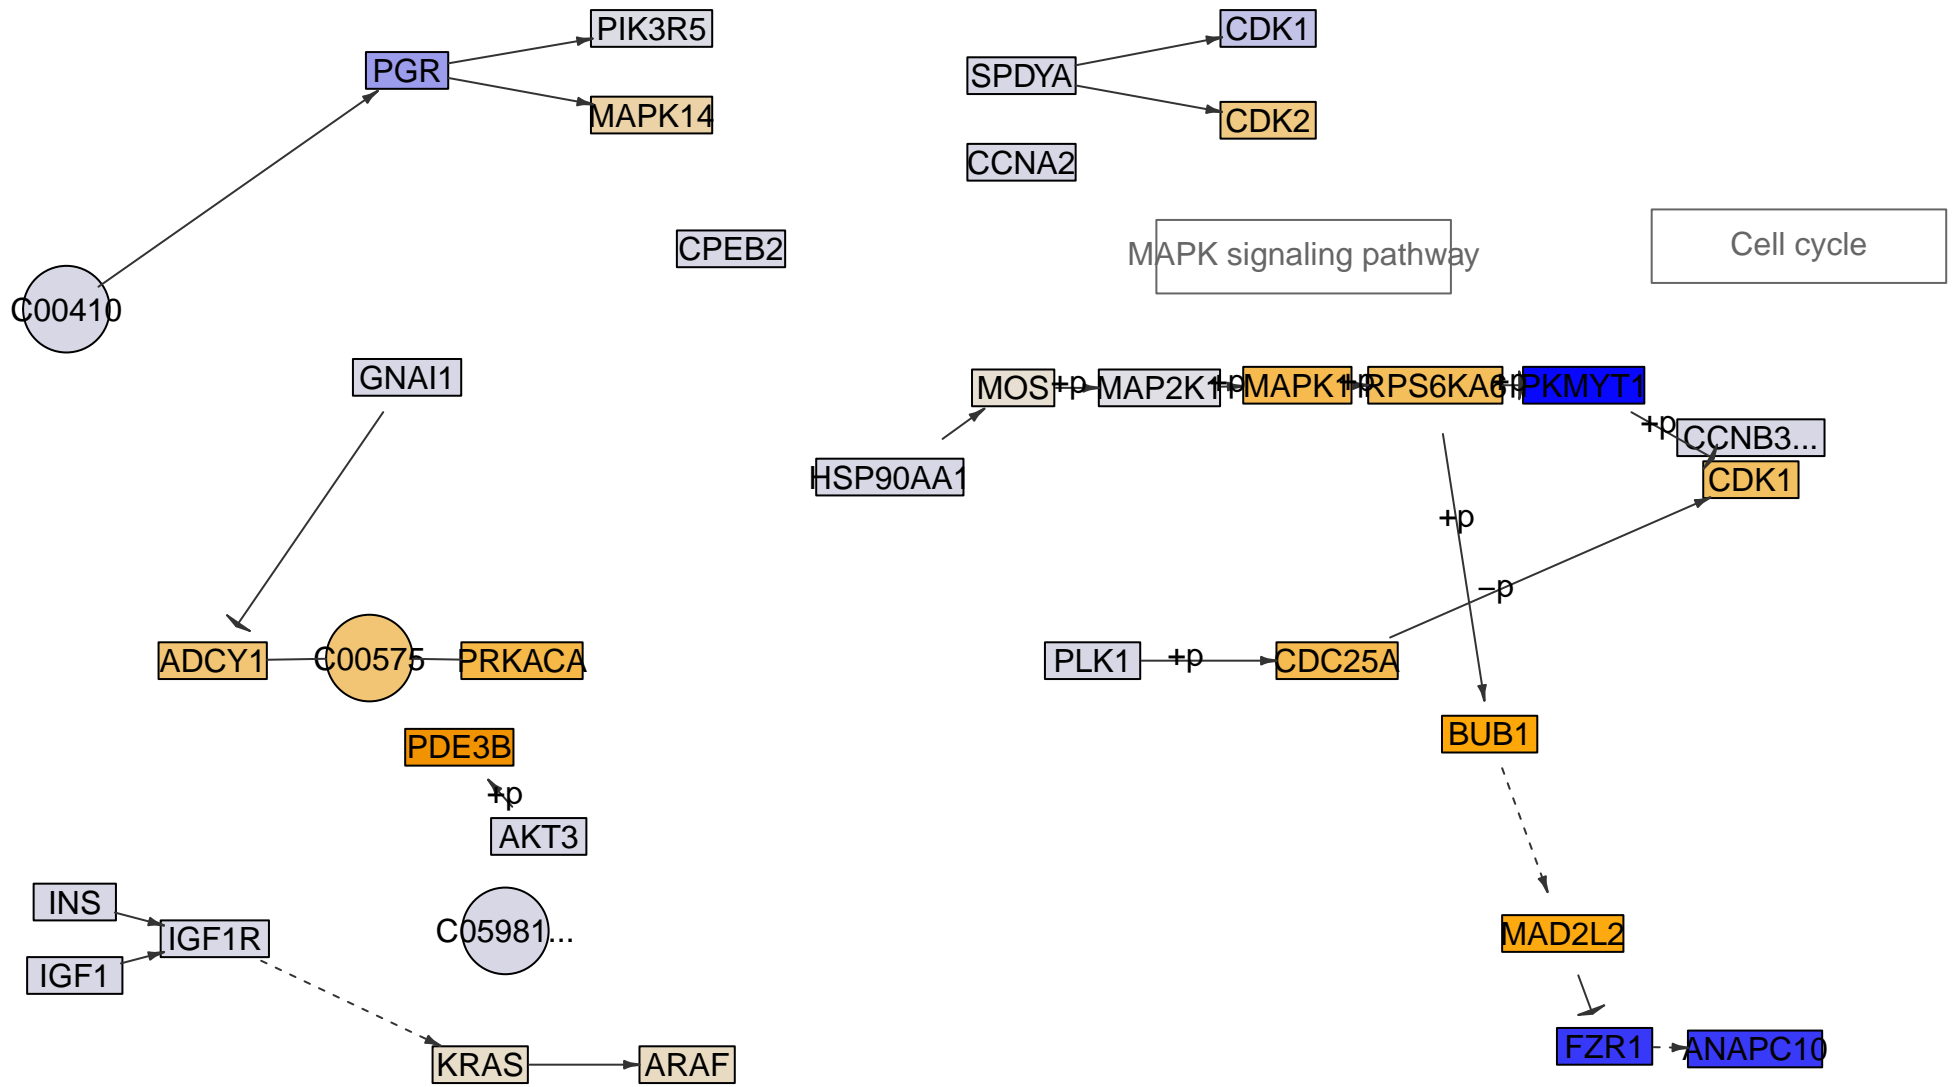 PIK3R5
CDK1
PGR
SPDYA
MAPK14
CDK2
CCNA2
CPEB2
MAPK signaling pathway
Cell cycle
C00410
GNAI1
MOS
+p
MAP2K1
+p
MAPK1
+p
RPS6KA6
+p
PKMYT1
+p
CCNB3...
HSP90AA1
CDK1
+p
−p
ADCY1
C00575
PRKACA
PLK1
+p
CDC25A
PDE3B
BUB1
+p
AKT3
INS
IGF1R
C05981...
MAD2L2
IGF1
KRAS
ARAF
FZR1
ANAPC10